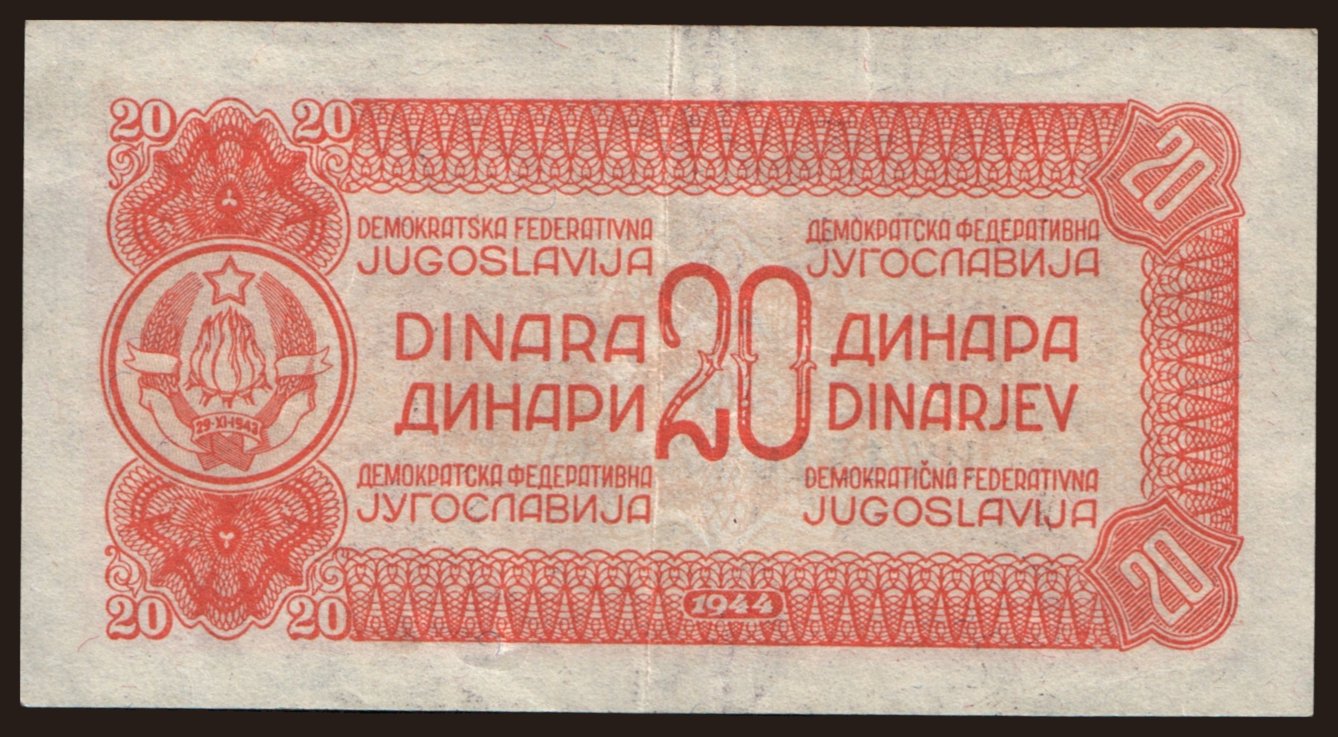 20 20
20
DEMOKRATSKA FEDERATIVNA
JUGOSLAVIJA
ДЕМОКРАТСКА ФЕДЕРАТИВНА
ЈУГОСЛАВИЈА
DINARA
ДИНАРИ
20
ДИНАРА
DINARJEV
29·XI·1943
ДЕМОКРАТСКА ФЕДЕРАТИВНА
ЈУГОСЛАВИЈА
DEMOKRATIČNA FEDERATIVNA
JUGOSLAVIJA
20
20 20
1944